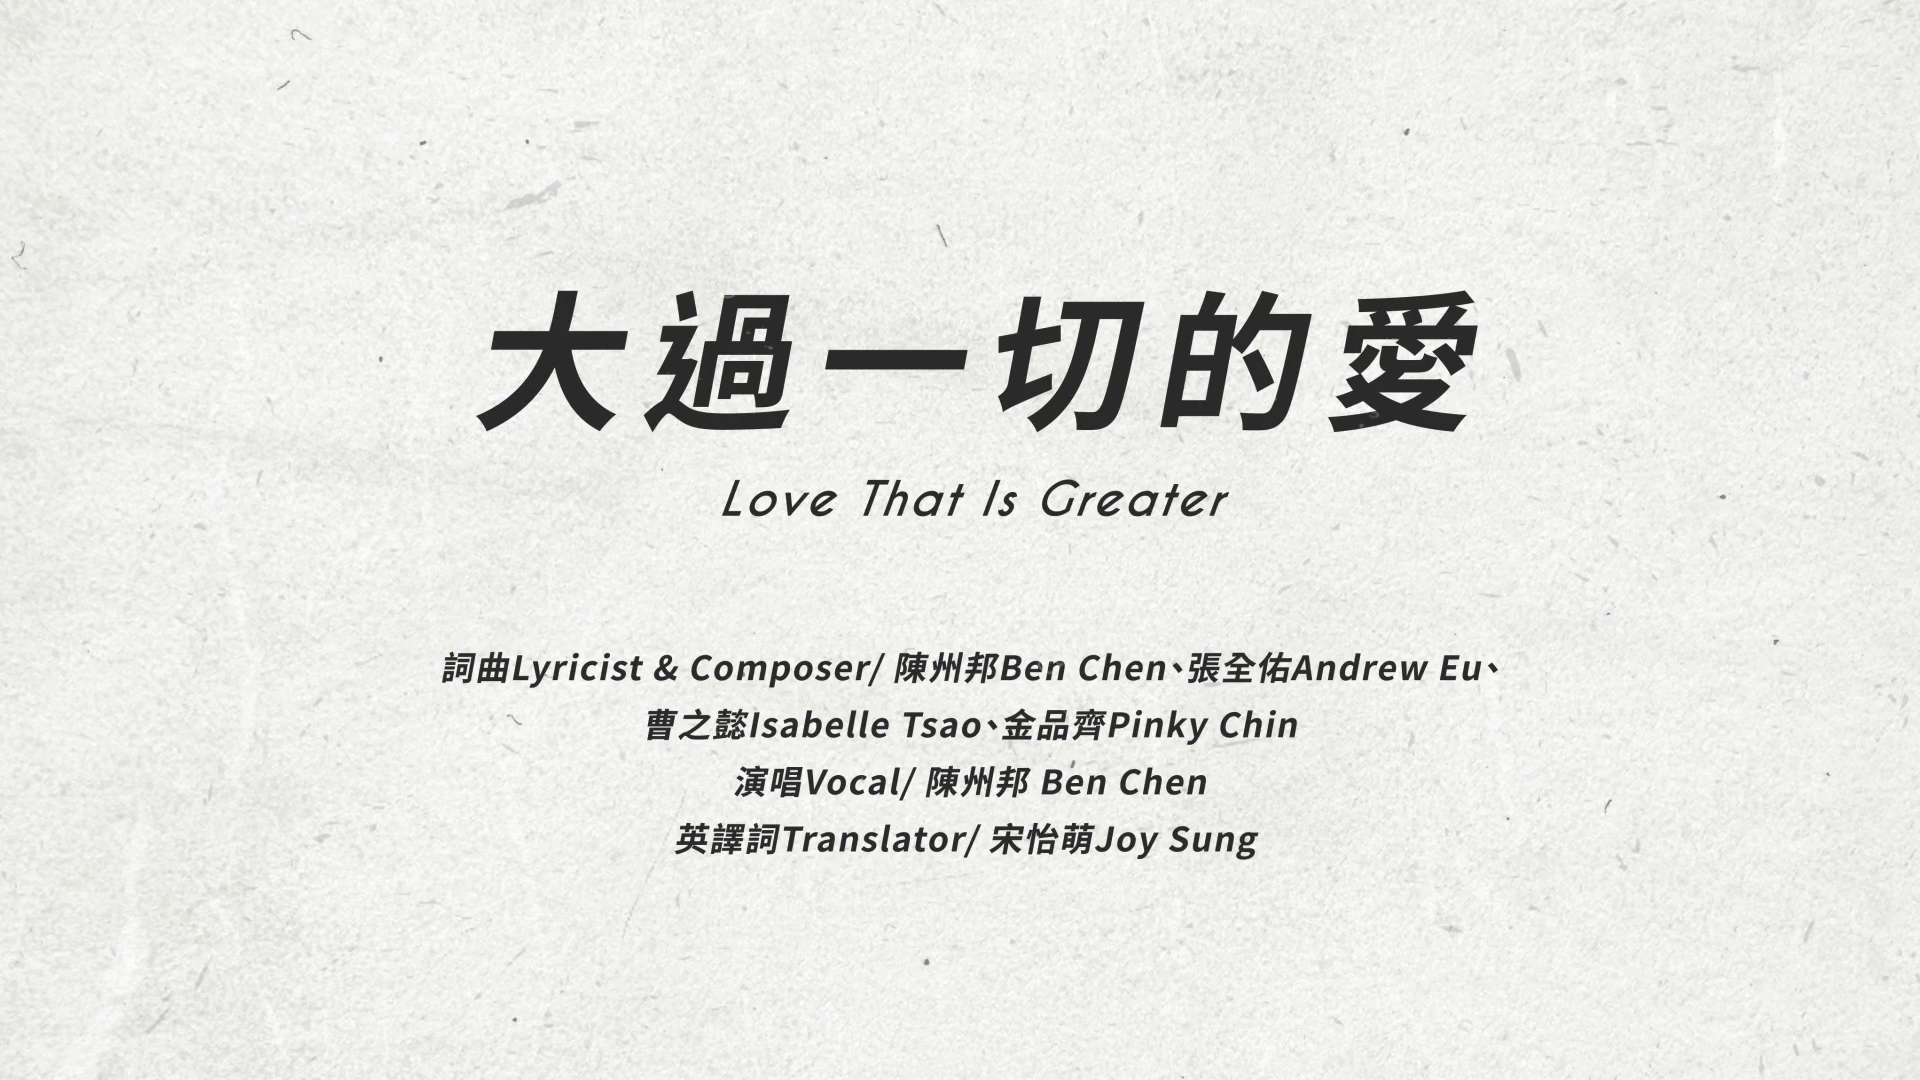 大過一切的愛
Love That Is Greater
詞曲Lyricist & Composer/ 陳州邦Ben Chen、張全佑Andrew Eu、
曹之懿Isabelle Tsao、金品齊Pinky Chin
演唱Vocal/ 陳州邦 Ben Chen
英譯詞Translator/ 宋怡萌Joy Sung